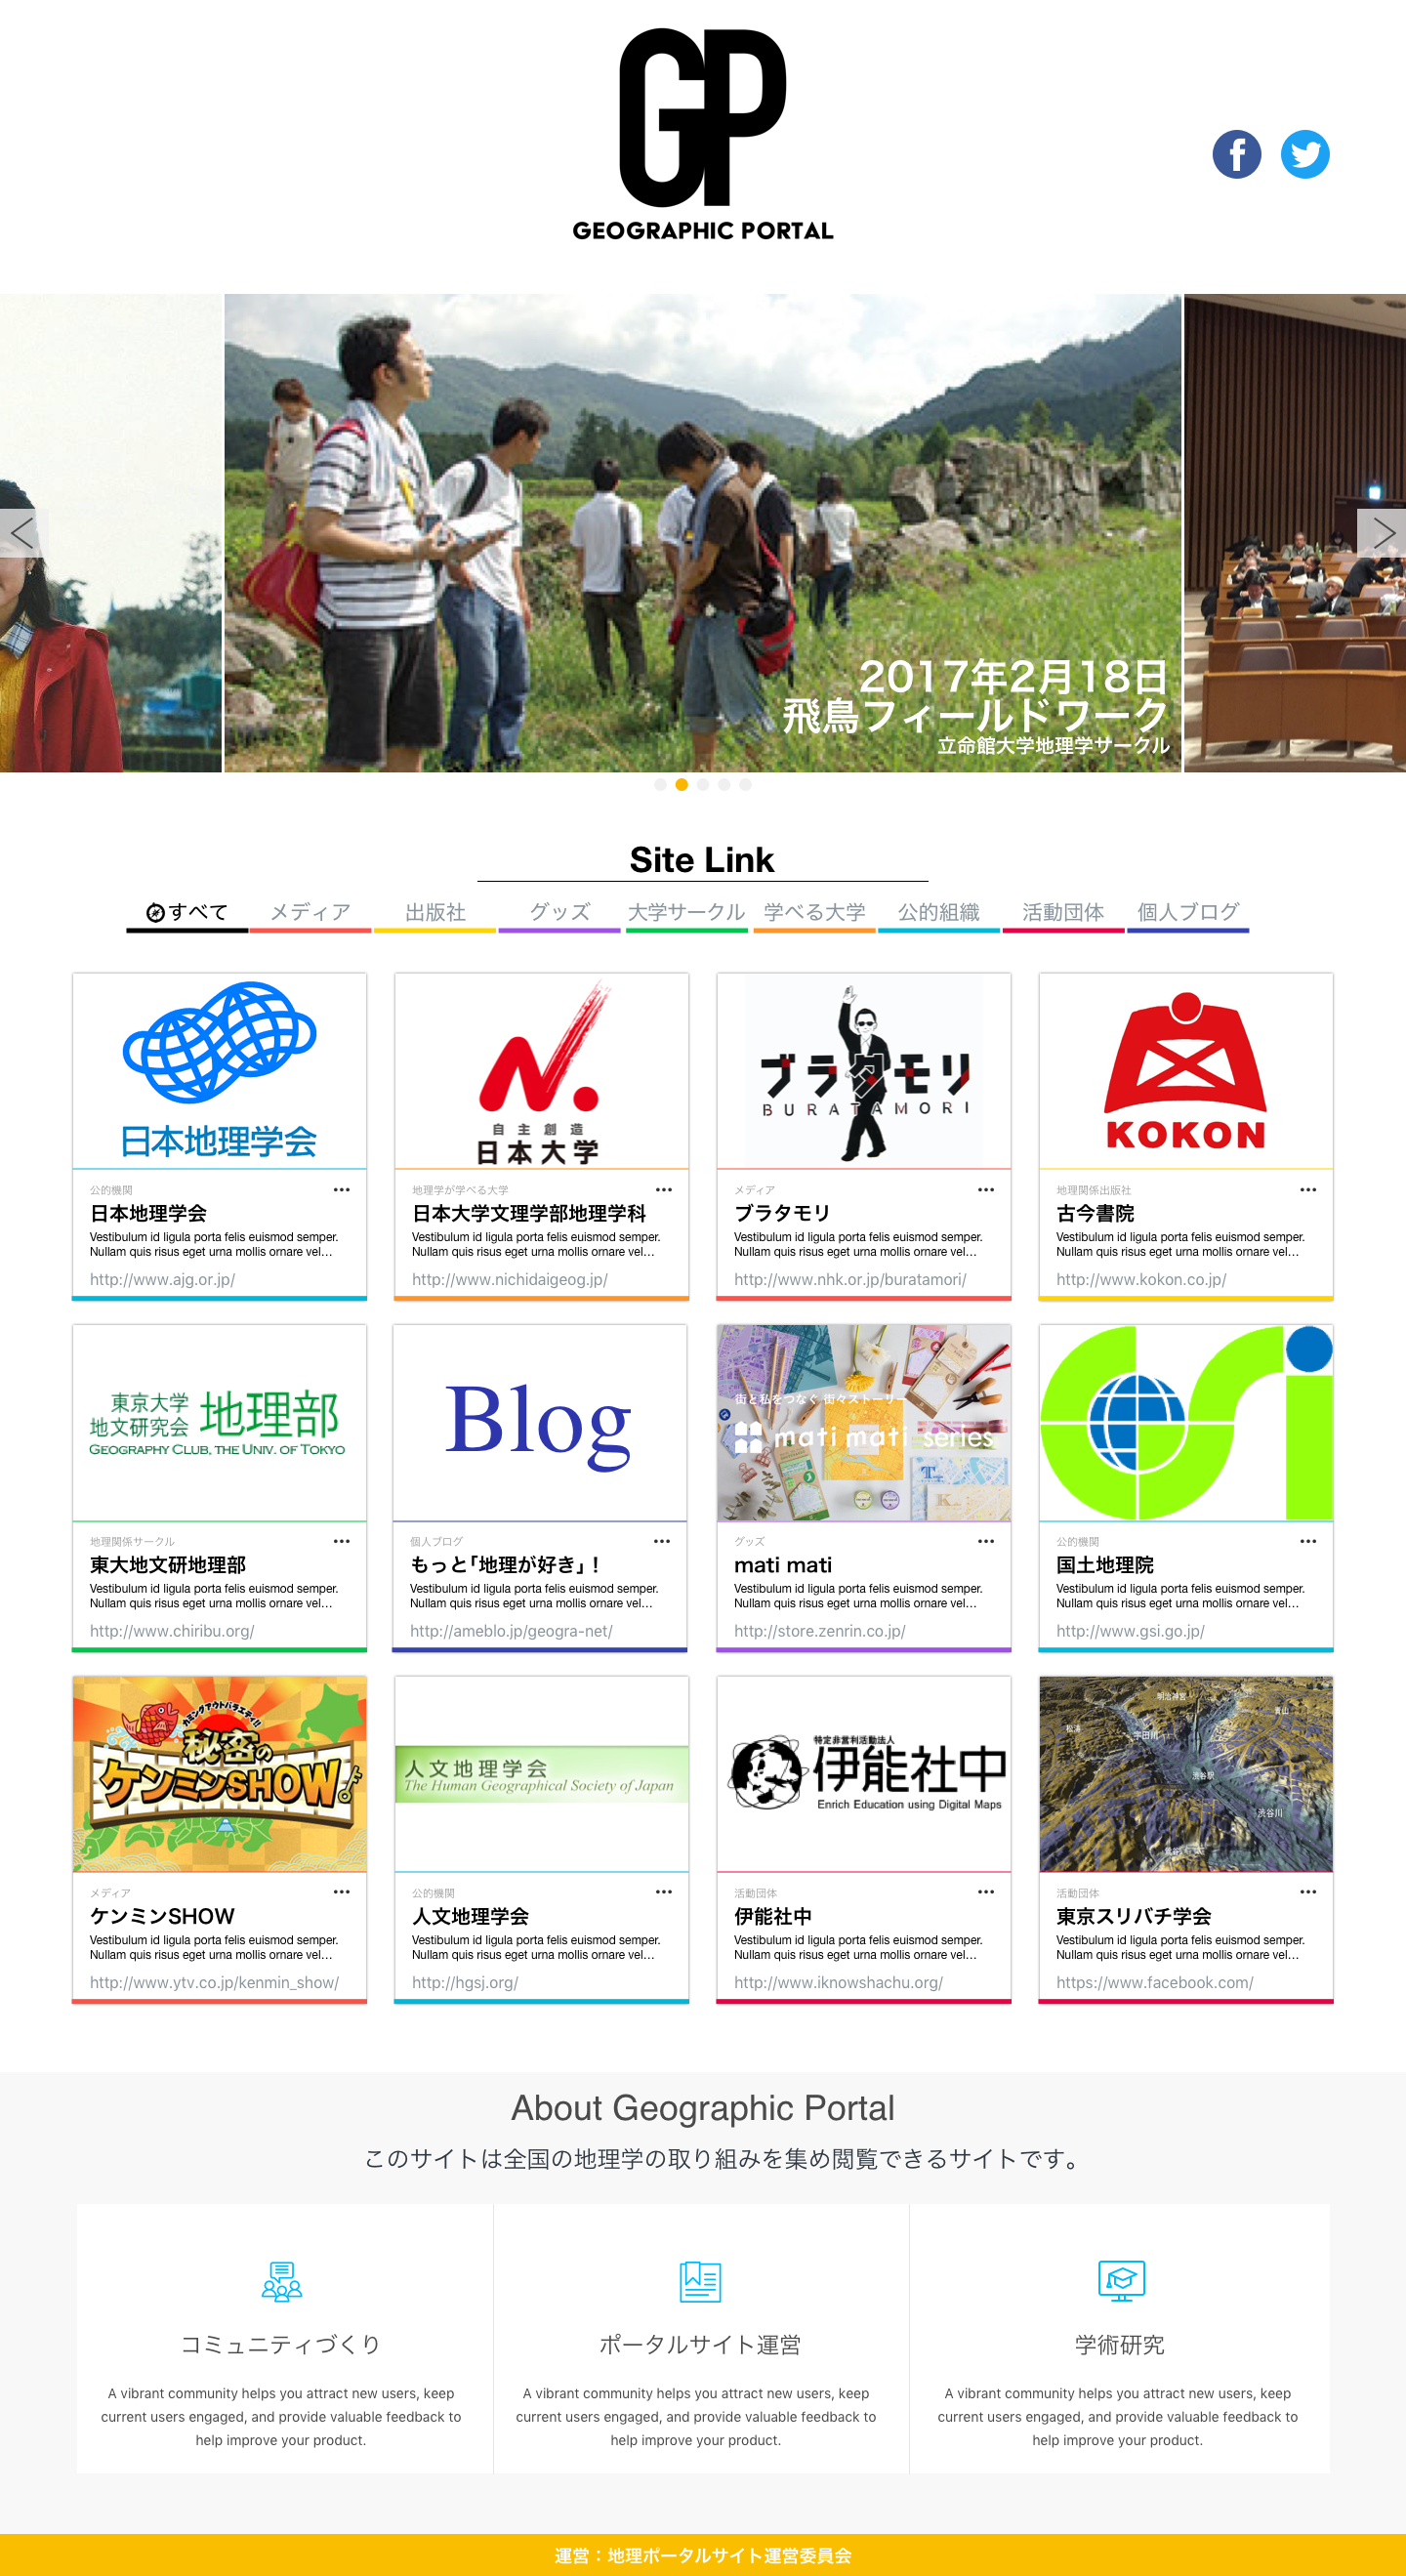 GP
GEOGRAPHIC PORTAL
2017年2月18日
飛鳥フィールドワーク
立命館大学地理学サークル
Site Link
すべて
メディア
出版社
グッズ
大学サークル
学べる大学
公的組織
活動団体
個人ブログ
日本地理学会
公的機関
日本地理学会
Vestibulum id ligula porta felis euismod semper.
Nullam quis risus eget urna mollis ornare vel...
http://www.ajg.or.jp/
N.
自主創造
日本大学
地理学が学べる大学
日本大学文理学部地理学科
Vestibulum id ligula porta felis euismod semper.
Nullam quis risus eget urna mollis ornare vel...
http://www.nichidaigeog.jp/
ブラタモリ
BURATAMORI
メディア
ブラタモリ
Vestibulum id ligula porta felis euismod semper.
Nullam quis risus eget urna mollis ornare vel...
http://www.nhk.or.jp/buratamori/
KOKON
地理関係出版社
古今書院
Vestibulum id ligula porta felis euismod semper.
Nullam quis risus eget urna mollis ornare vel...
http://www.kokon.co.jp/
東京大学
地文研究会 地理部
GEOGRAPHY CLUB, THE UNIV. OF TOKYO
地理関係サークル
東大地文研地理部
Vestibulum id ligula porta felis euismod semper.
Nullam quis risus eget urna mollis ornare vel...
http://www.chiribu.org/
Blog
個人ブログ
もっと「地理が好き」！
Vestibulum id ligula porta felis euismod semper.
Nullam quis risus eget urna mollis ornare vel...
http://ameblo.jp/geogra-net/
街と私をつなぐ 街々ストーリー
mati mati series
グッズ
mati mati
Vestibulum id ligula porta felis euismod semper.
Nullam quis risus eget urna mollis ornare vel...
http://store.zenrin.co.jp/
GSI
公的機関
国土地理院
Vestibulum id ligula porta felis euismod semper.
Nullam quis risus eget urna mollis ornare vel...
http://www.gsi.go.jp/
カミングアウトバラエティ!!
秘密の
ケンミンSHOW
メディア
ケンミンSHOW
Vestibulum id ligula porta felis euismod semper.
Nullam quis risus eget urna mollis ornare vel...
http://www.ytv.co.jp/kenmin_show/
人文地理学会
The Human Geographical Society of Japan
公的機関
人文地理学会
Vestibulum id ligula porta felis euismod semper.
Nullam quis risus eget urna mollis ornare vel...
http://hgsj.org/
特定非営利活動法人
伊能社中
Enrich Education using Digital Maps
活動団体
伊能社中
Vestibulum id ligula porta felis euismod semper.
Nullam quis risus eget urna mollis ornare vel...
http://www.iknowshachu.org/
明治神宮
青山
宇田川
渋谷駅
渋谷川
活動団体
東京スリバチ学会
Vestibulum id ligula porta felis euismod semper.
Nullam quis risus eget urna mollis ornare vel...
https://www.facebook.com/
About Geographic Portal
このサイトは全国の地理学の取り組みを集め閲覧できるサイトです。
コミュニティづくり
A vibrant community helps you attract new users, keep
current users engaged, and provide valuable feedback to
help improve your product.
ポータルサイト運営
A vibrant community helps you attract new users, keep
current users engaged, and provide valuable feedback to
help improve your product.
学術研究
A vibrant community helps you attract new users, keep
current users engaged, and provide valuable feedback to
help improve your product.
運営：地理ポータルサイト運営委員会